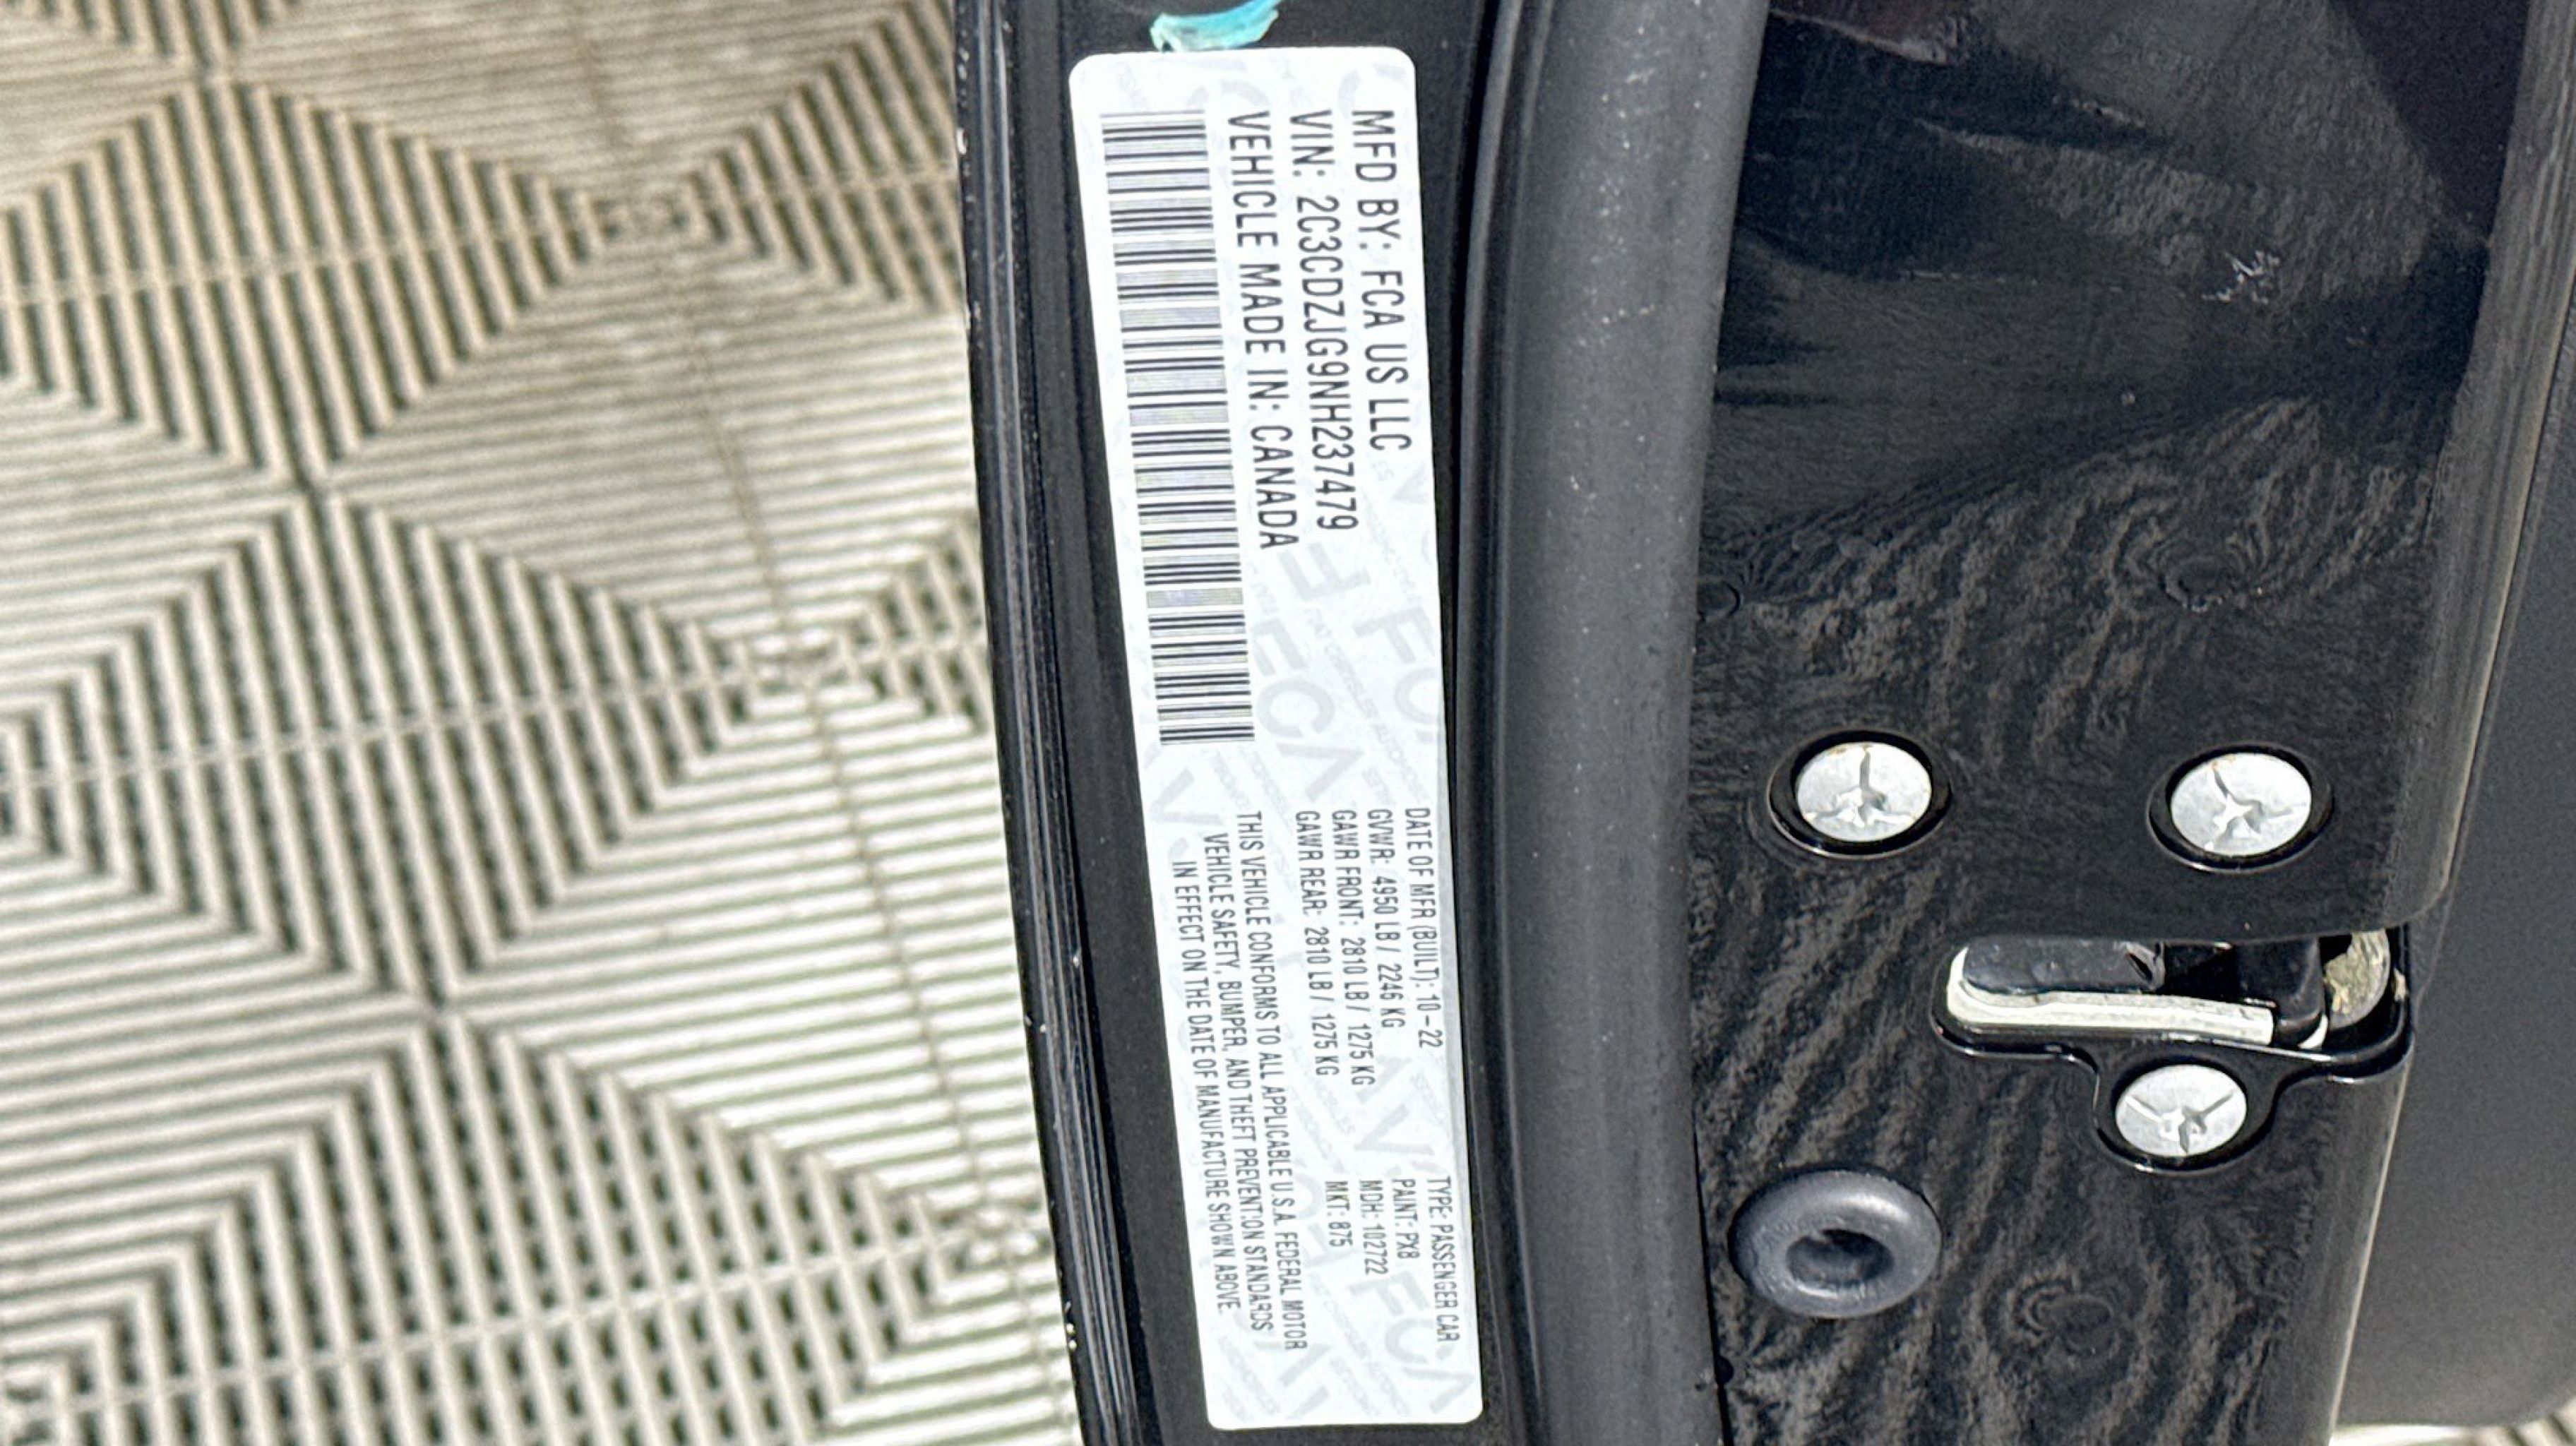 MFD BY: FCA US LLC
VIN: 2C3CDZJG9NH237479
VEHICLE MADE IN: CANADA
DATE OF MFR (BUILT): 10-22
GVWR: 4950 LB / 2246 KG
GAWR FRONT: 2810 LB / 1275 KG
GAWR REAR: 2810 LB / 1275 KG
TYPE: PASSENGER CAR
PAINT: PX8
MDH: 102722
MKT: 875
THIS VEHICLE CONFORMS TO ALL APPLICABLE U.S.A. FEDERAL MOTOR
VEHICLE SAFETY, BUMPER, AND THEFT PREVENTION STANDARDS
IN EFFECT ON THE DATE OF MANUFACTURE SHOWN ABOVE.
FCA
FCA